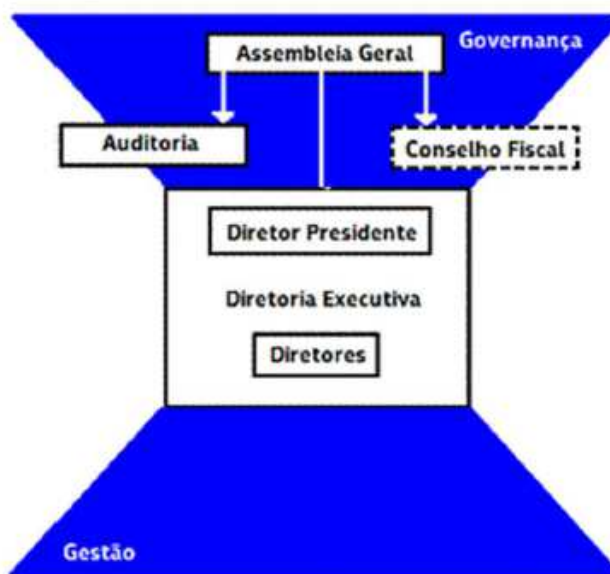 Governança
Assembleia Geral
Auditoria
Conselho Fiscal
Diretor Presidente
Diretoria Executiva
Diretores
Gestão